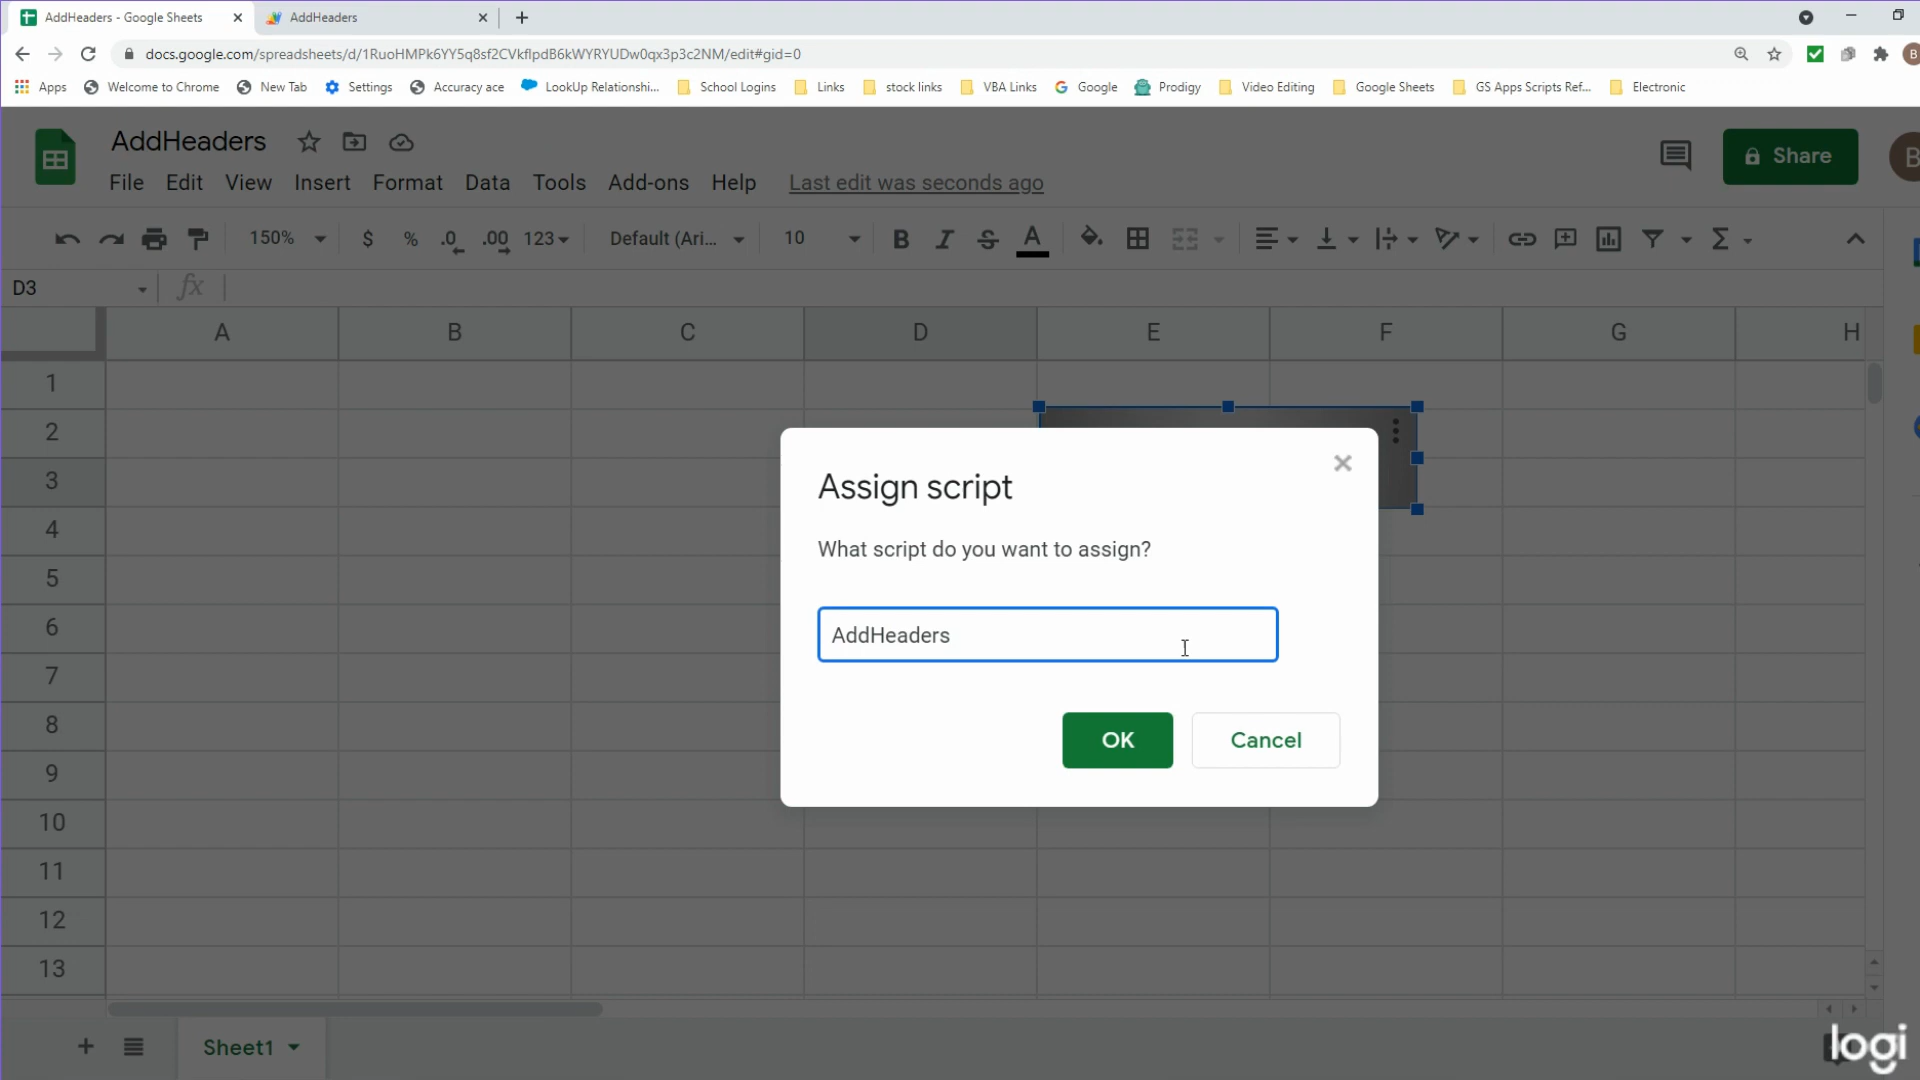 AddHeaders - Google Sheets
AddHeaders
docs.google.com/spreadsheets/d/1RuoHMPk6YY5q8sf2CVkflpdB6kWYRYUDw0qx3p3c2NM/edit#gid=0
Apps Welcome to Chrome New Tab Settings Accuracy ace LookUp Relationshi... School Logins Links stock links VBA Links Google Prodigy Video Editing Google Sheets GS Apps Scripts Ref... Electronic
AddHeaders
Share
B
File Edit View Insert Format Data Tools Add-ons Help Last edit was seconds ago
150% $ % .0 .00 123 Default (Ari... 10 B I S A Σ
D3 fx
A B C D E F G H
1
2
3
4
5
6
7
8
9
10
11
12
13
Assign script
What script do you want to assign?
AddHeaders
OK Cancel
Sheet1
logi